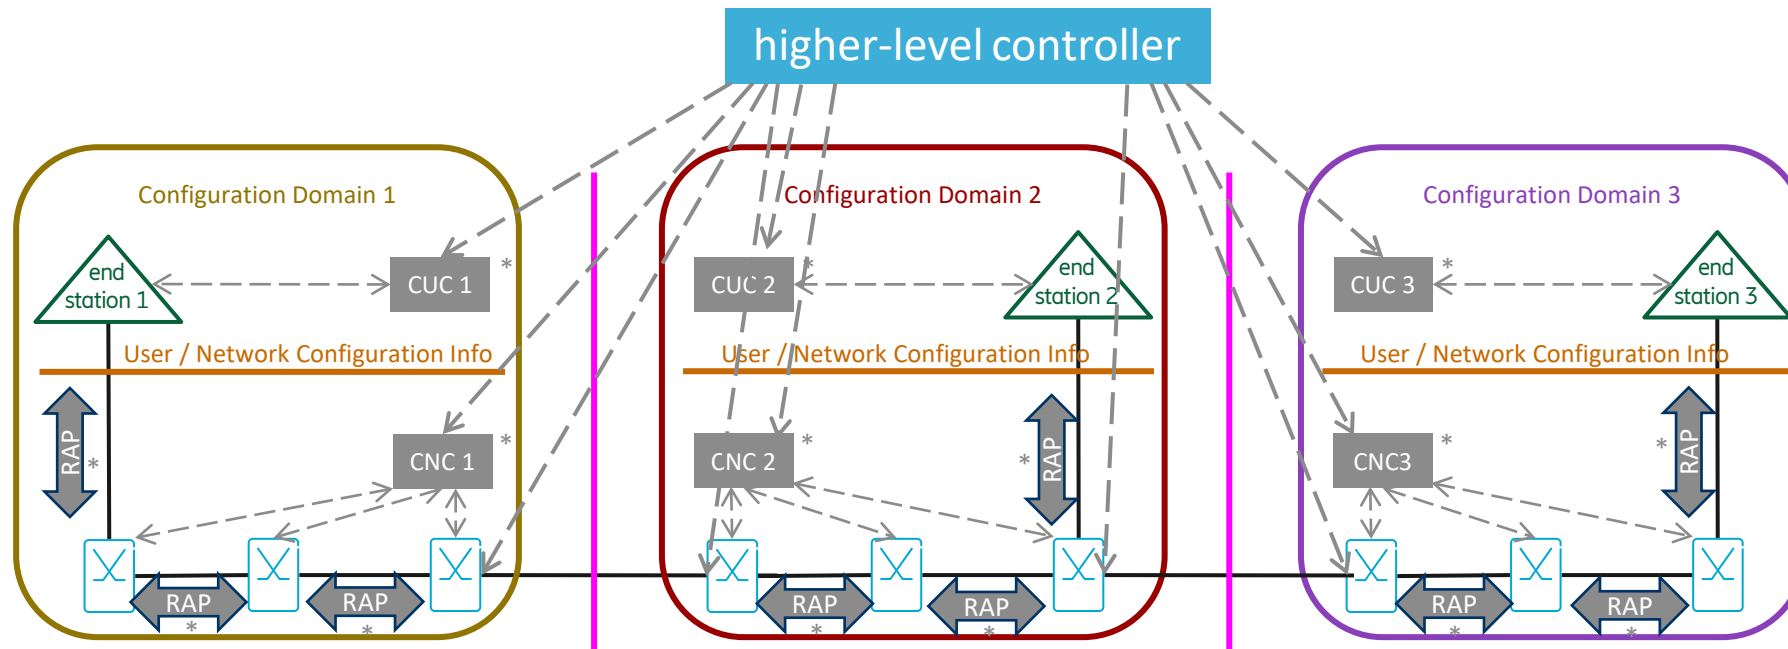 higher-level controller
Configuration Domain 1
Configuration Domain 2
Configuration Domain 3
end
station 1
CUC 1
*
CUC 2
*
end
station 2
CUC 3
*
end
station 3
User / Network Configuration Info
User / Network Configuration Info
User / Network Configuration Info
RAP
*
CNC 1
*
CNC 2
*
RAP
*
CNC3
*
RAP
*
RAP
*
RAP
*
RAP
*
RAP
*
RAP
*
RAP
*